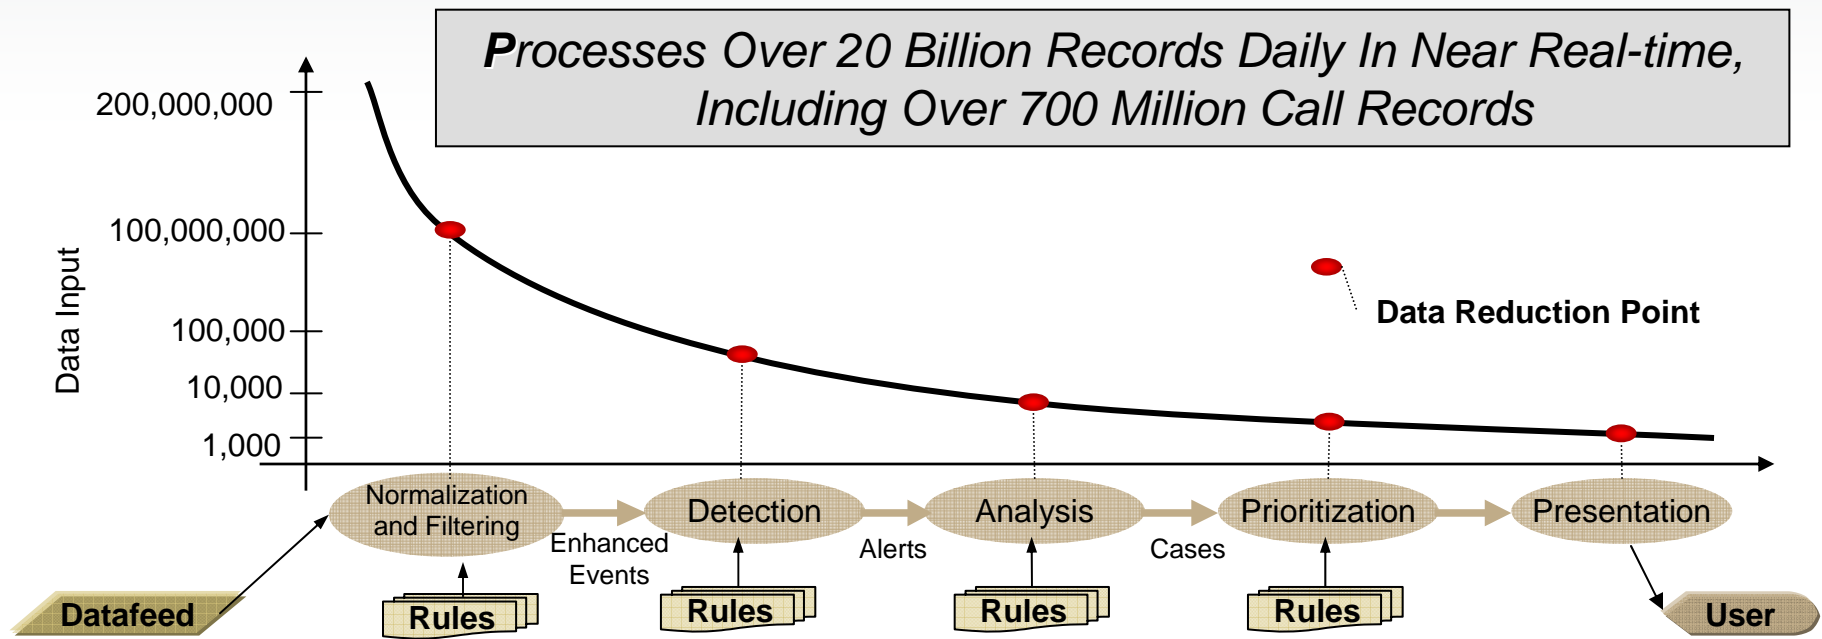 Processes Over 20 Billion Records Daily In Near Real-time,
Including Over 700 Million Call Records
200,000,000
100,000,000
100,000
10,000
1,000
Data Input
Data Reduction Point
Normalization
and Filtering
Detection
Analysis
Prioritization
Presentation
Enhanced
Events
Alerts
Cases
Datafeed
Rules
Rules
Rules
Rules
User